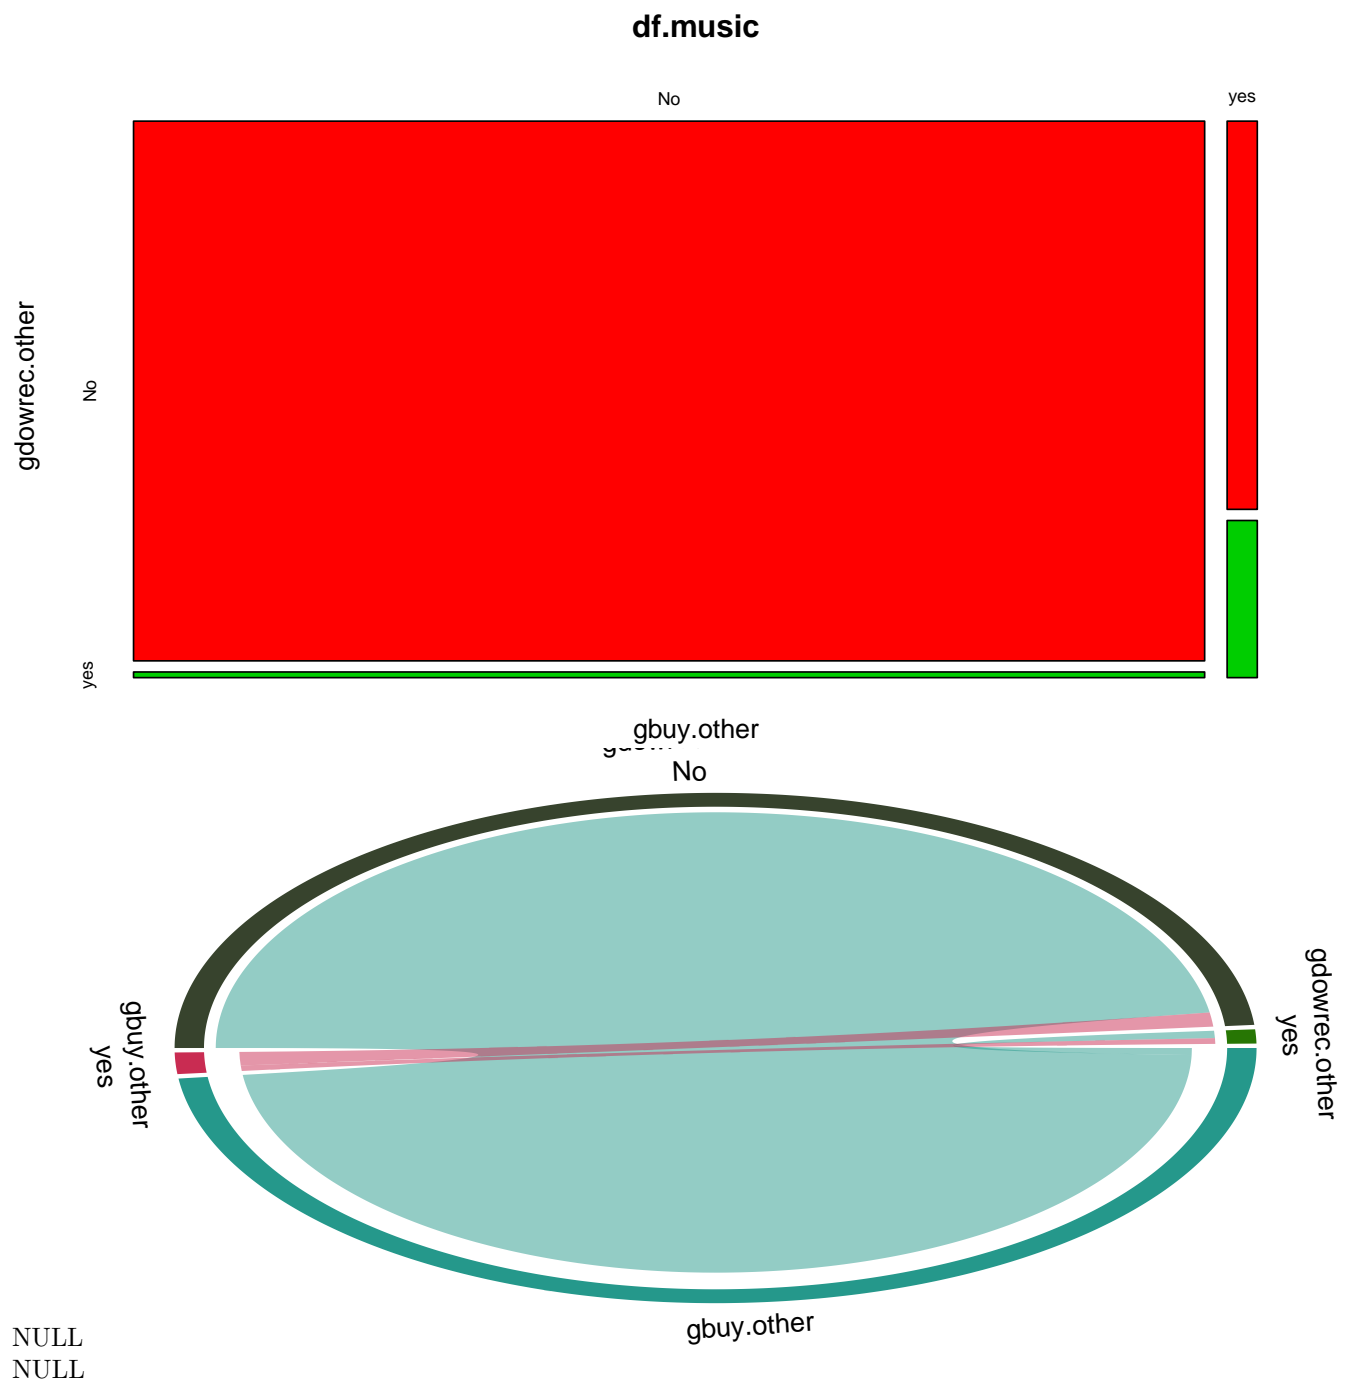 df.music
No
yes
gdowrec.other
No
yes
gbuy.other
No
gdowrec.other
yes
gbuy.other
yes
gbuy.other
NULL
NULL